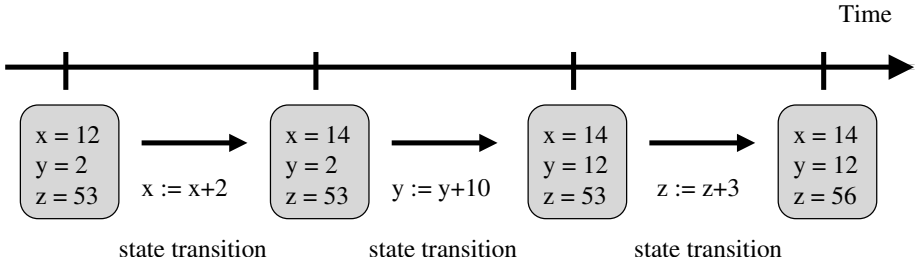 Time
x = 12
y = 2
z = 53
x := x+2
x = 14
y = 2
z = 53
y := y+10
x = 14
y = 12
z = 53
z := z+3
x = 14
y = 12
z = 56
state transition
state transition
state transition